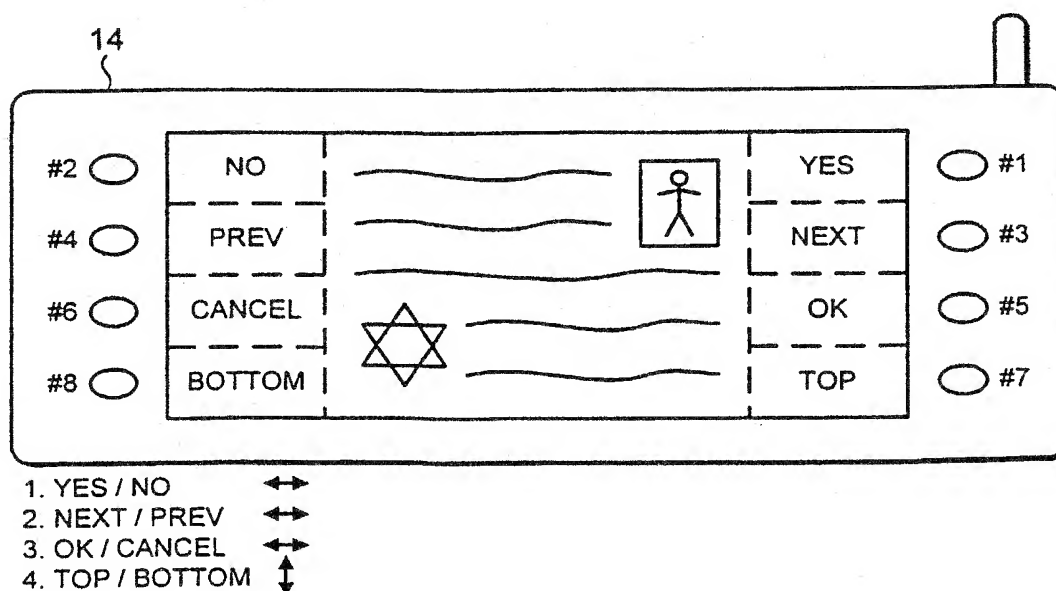 14
#2 NO YES #1
#4 PREV NEXT #3
#6 CANCEL OK #5
#8 BOTTOM TOP #7
1. YES / NO
2. NEXT / PREV
3. OK / CANCEL
4. TOP / BOTTOM